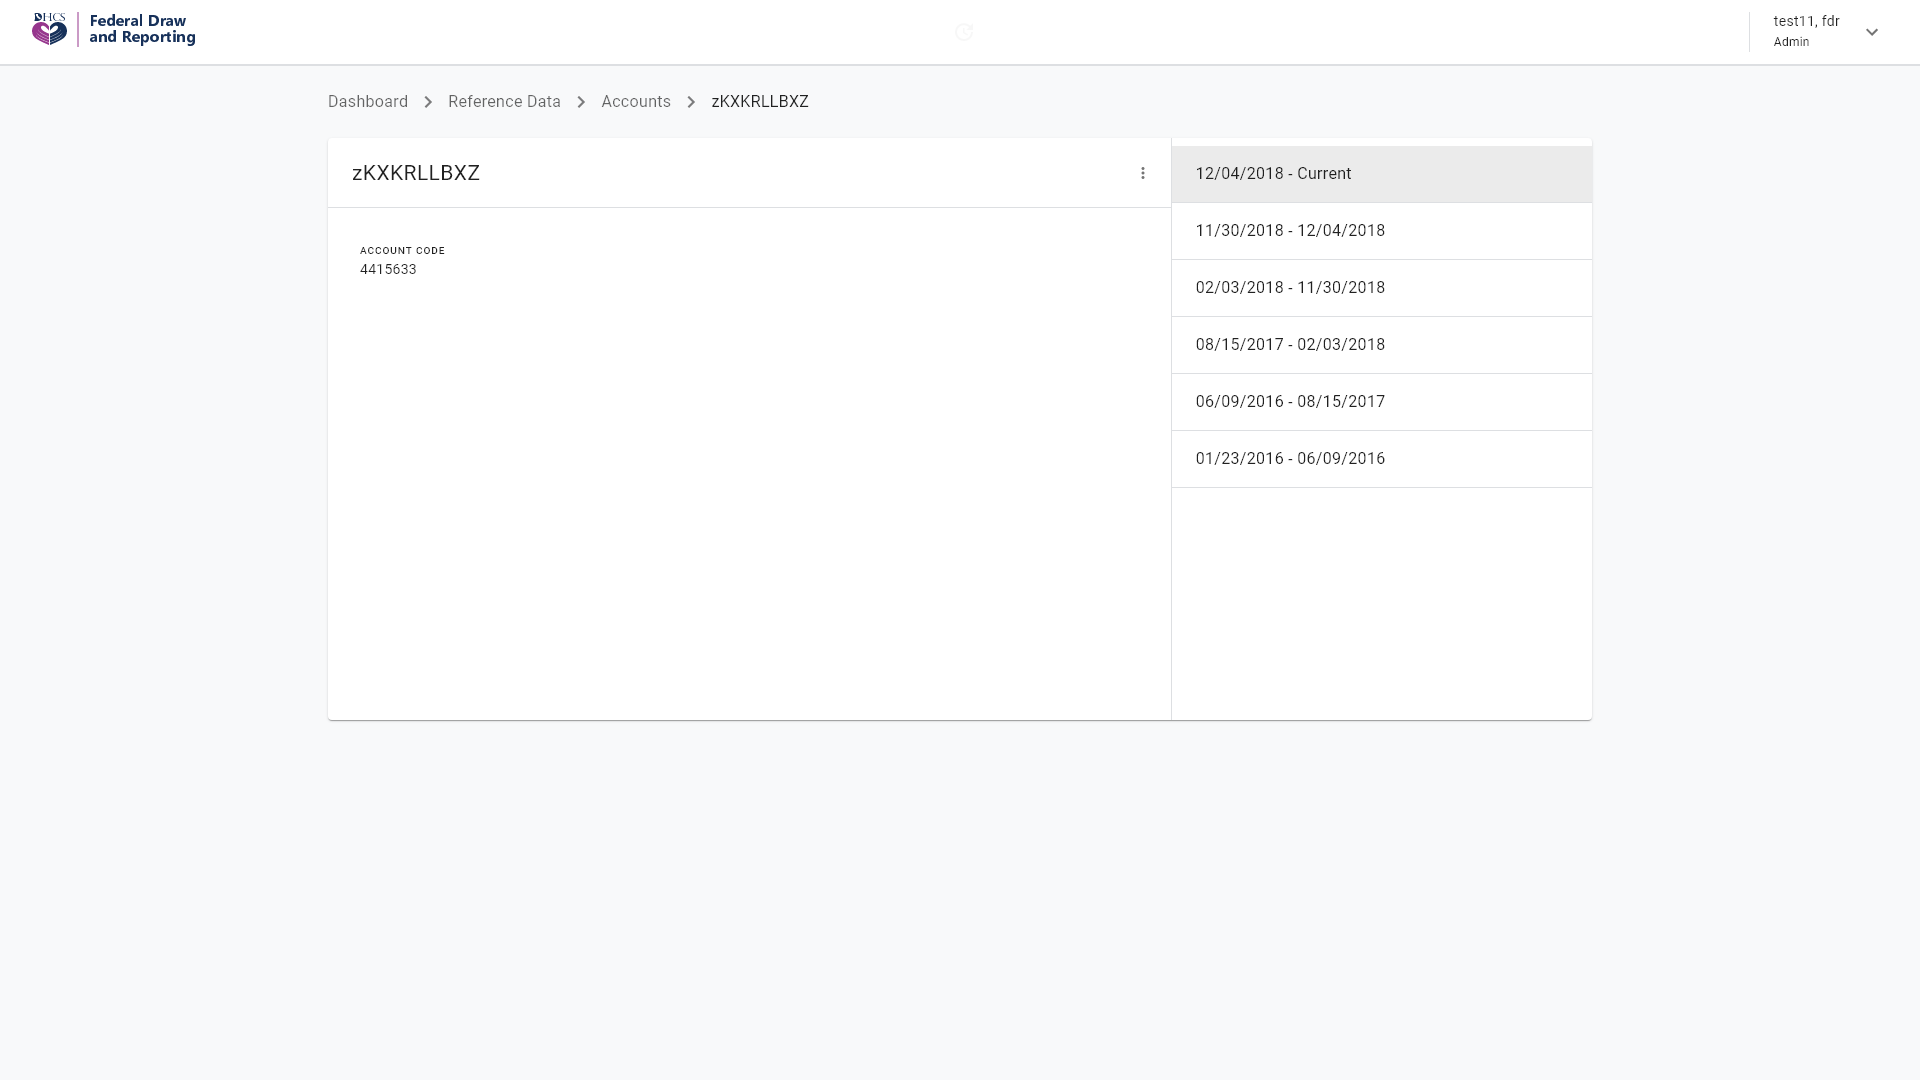 DHCS
Federal Draw
and Reporting
test11, fdr
Admin
Dashboard
Reference Data
Accounts
zKXKRLLBXZ
zKXKRLLBXZ
ACCOUNT CODE
4415633
12/04/2018 - Current
11/30/2018 - 12/04/2018
02/03/2018 - 11/30/2018
08/15/2017 - 02/03/2018
06/09/2016 - 08/15/2017
01/23/2016 - 06/09/2016